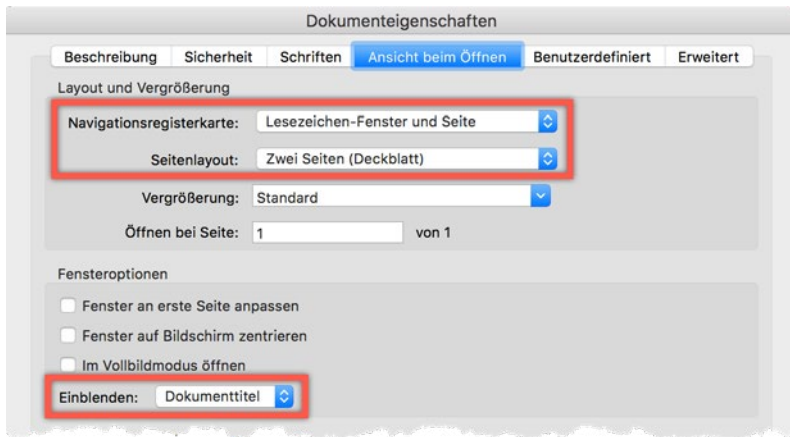 Dokumenteigenschaften
Beschreibung Sicherheit Schriften Ansicht beim Öffnen Benutzerdefiniert Erweitert
Layout und Vergrößerung
Navigationsregisterkarte: Lesezeichen-Fenster und Seite
Seitenlayout: Zwei Seiten (Deckblatt)
Vergrößerung: Standard
Öffnen bei Seite: 1 von 1
Fensteroptionen
Fenster an erste Seite anpassen
Fenster auf Bildschirm zentrieren
Im Vollbildmodus öffnen
Einblenden: Dokumenttitel